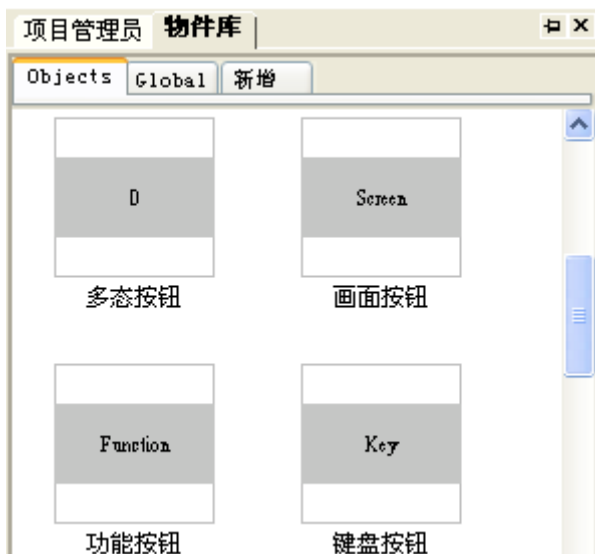 项目管理员 物件库
Objects Global 新增
D Screen
多态按钮 画面按钮
Function Key
功能按钮 键盘按钮